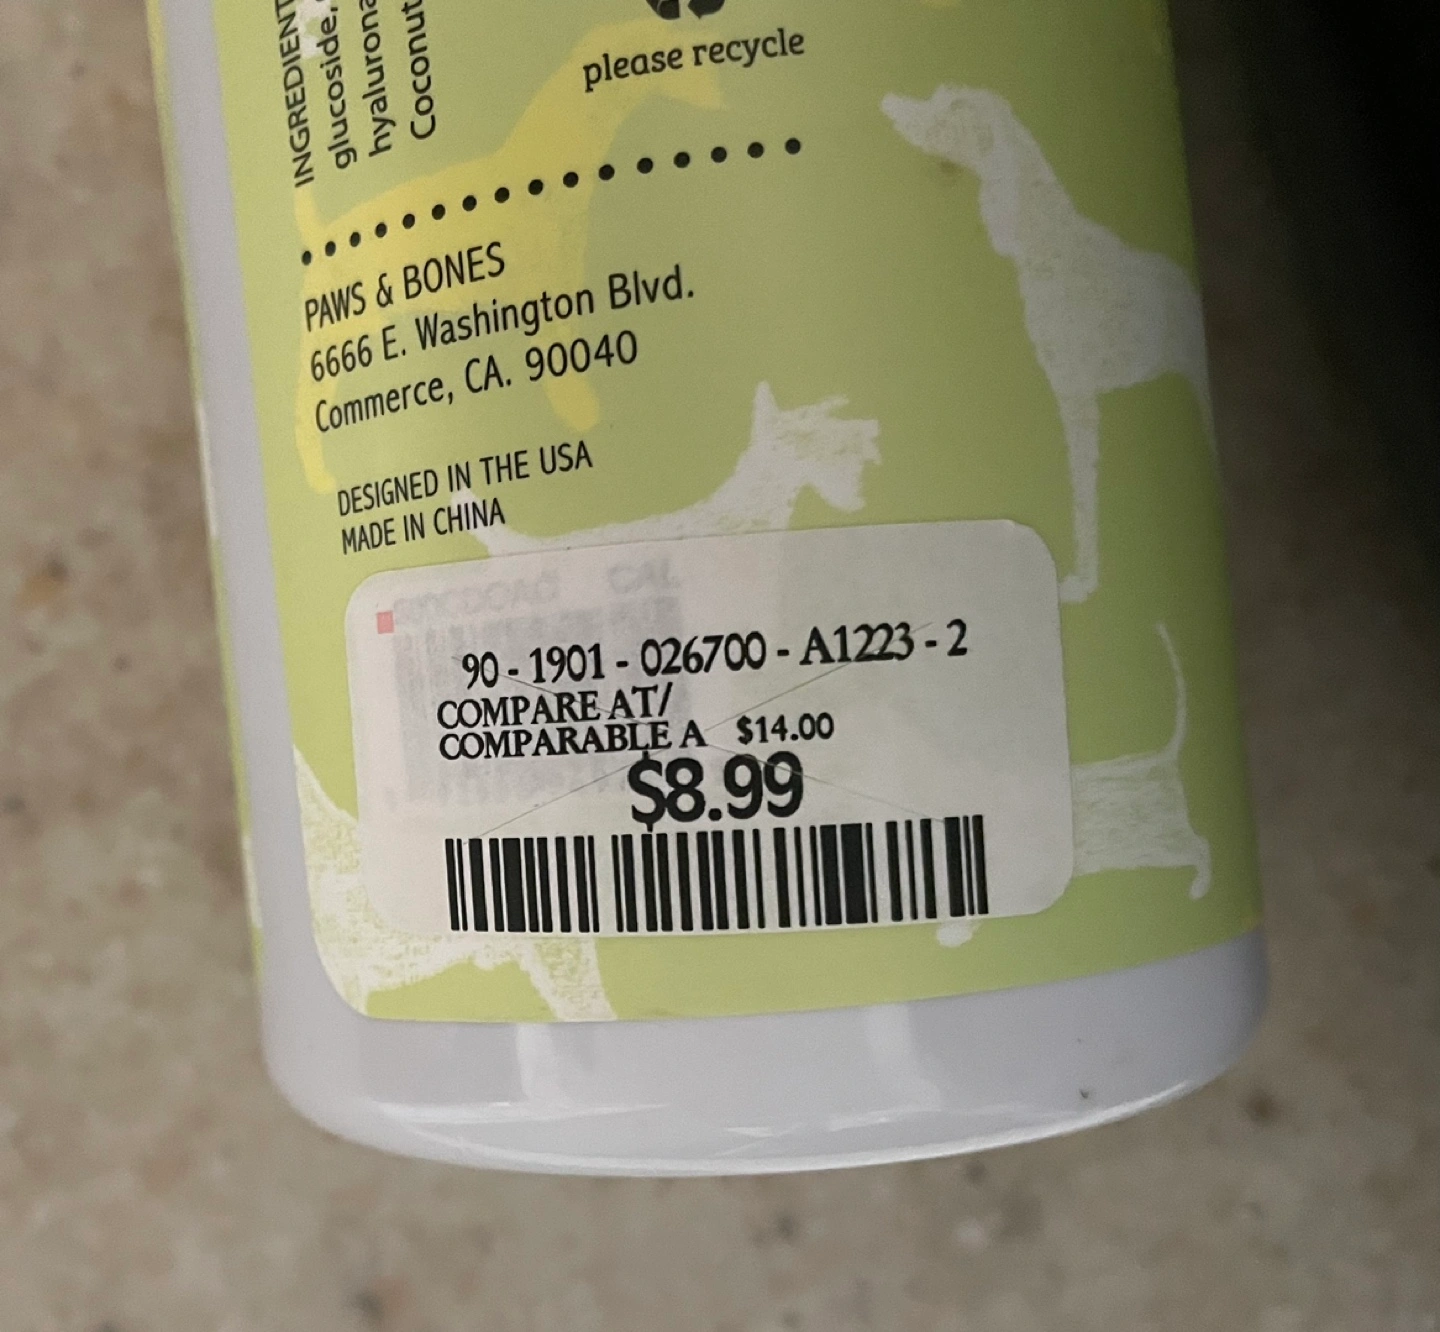 INGREDIENT
glucoside,
hyalurona
Coconut
please recycle
PAWS & BONES
6666 E. Washington Blvd.
Commerce, CA. 90040
DESIGNED IN THE USA
MADE IN CHINA
90 - 1901 - 026700 - A1223 - 2
COMPARE AT/
COMPARABLE A $14.00
$8.99